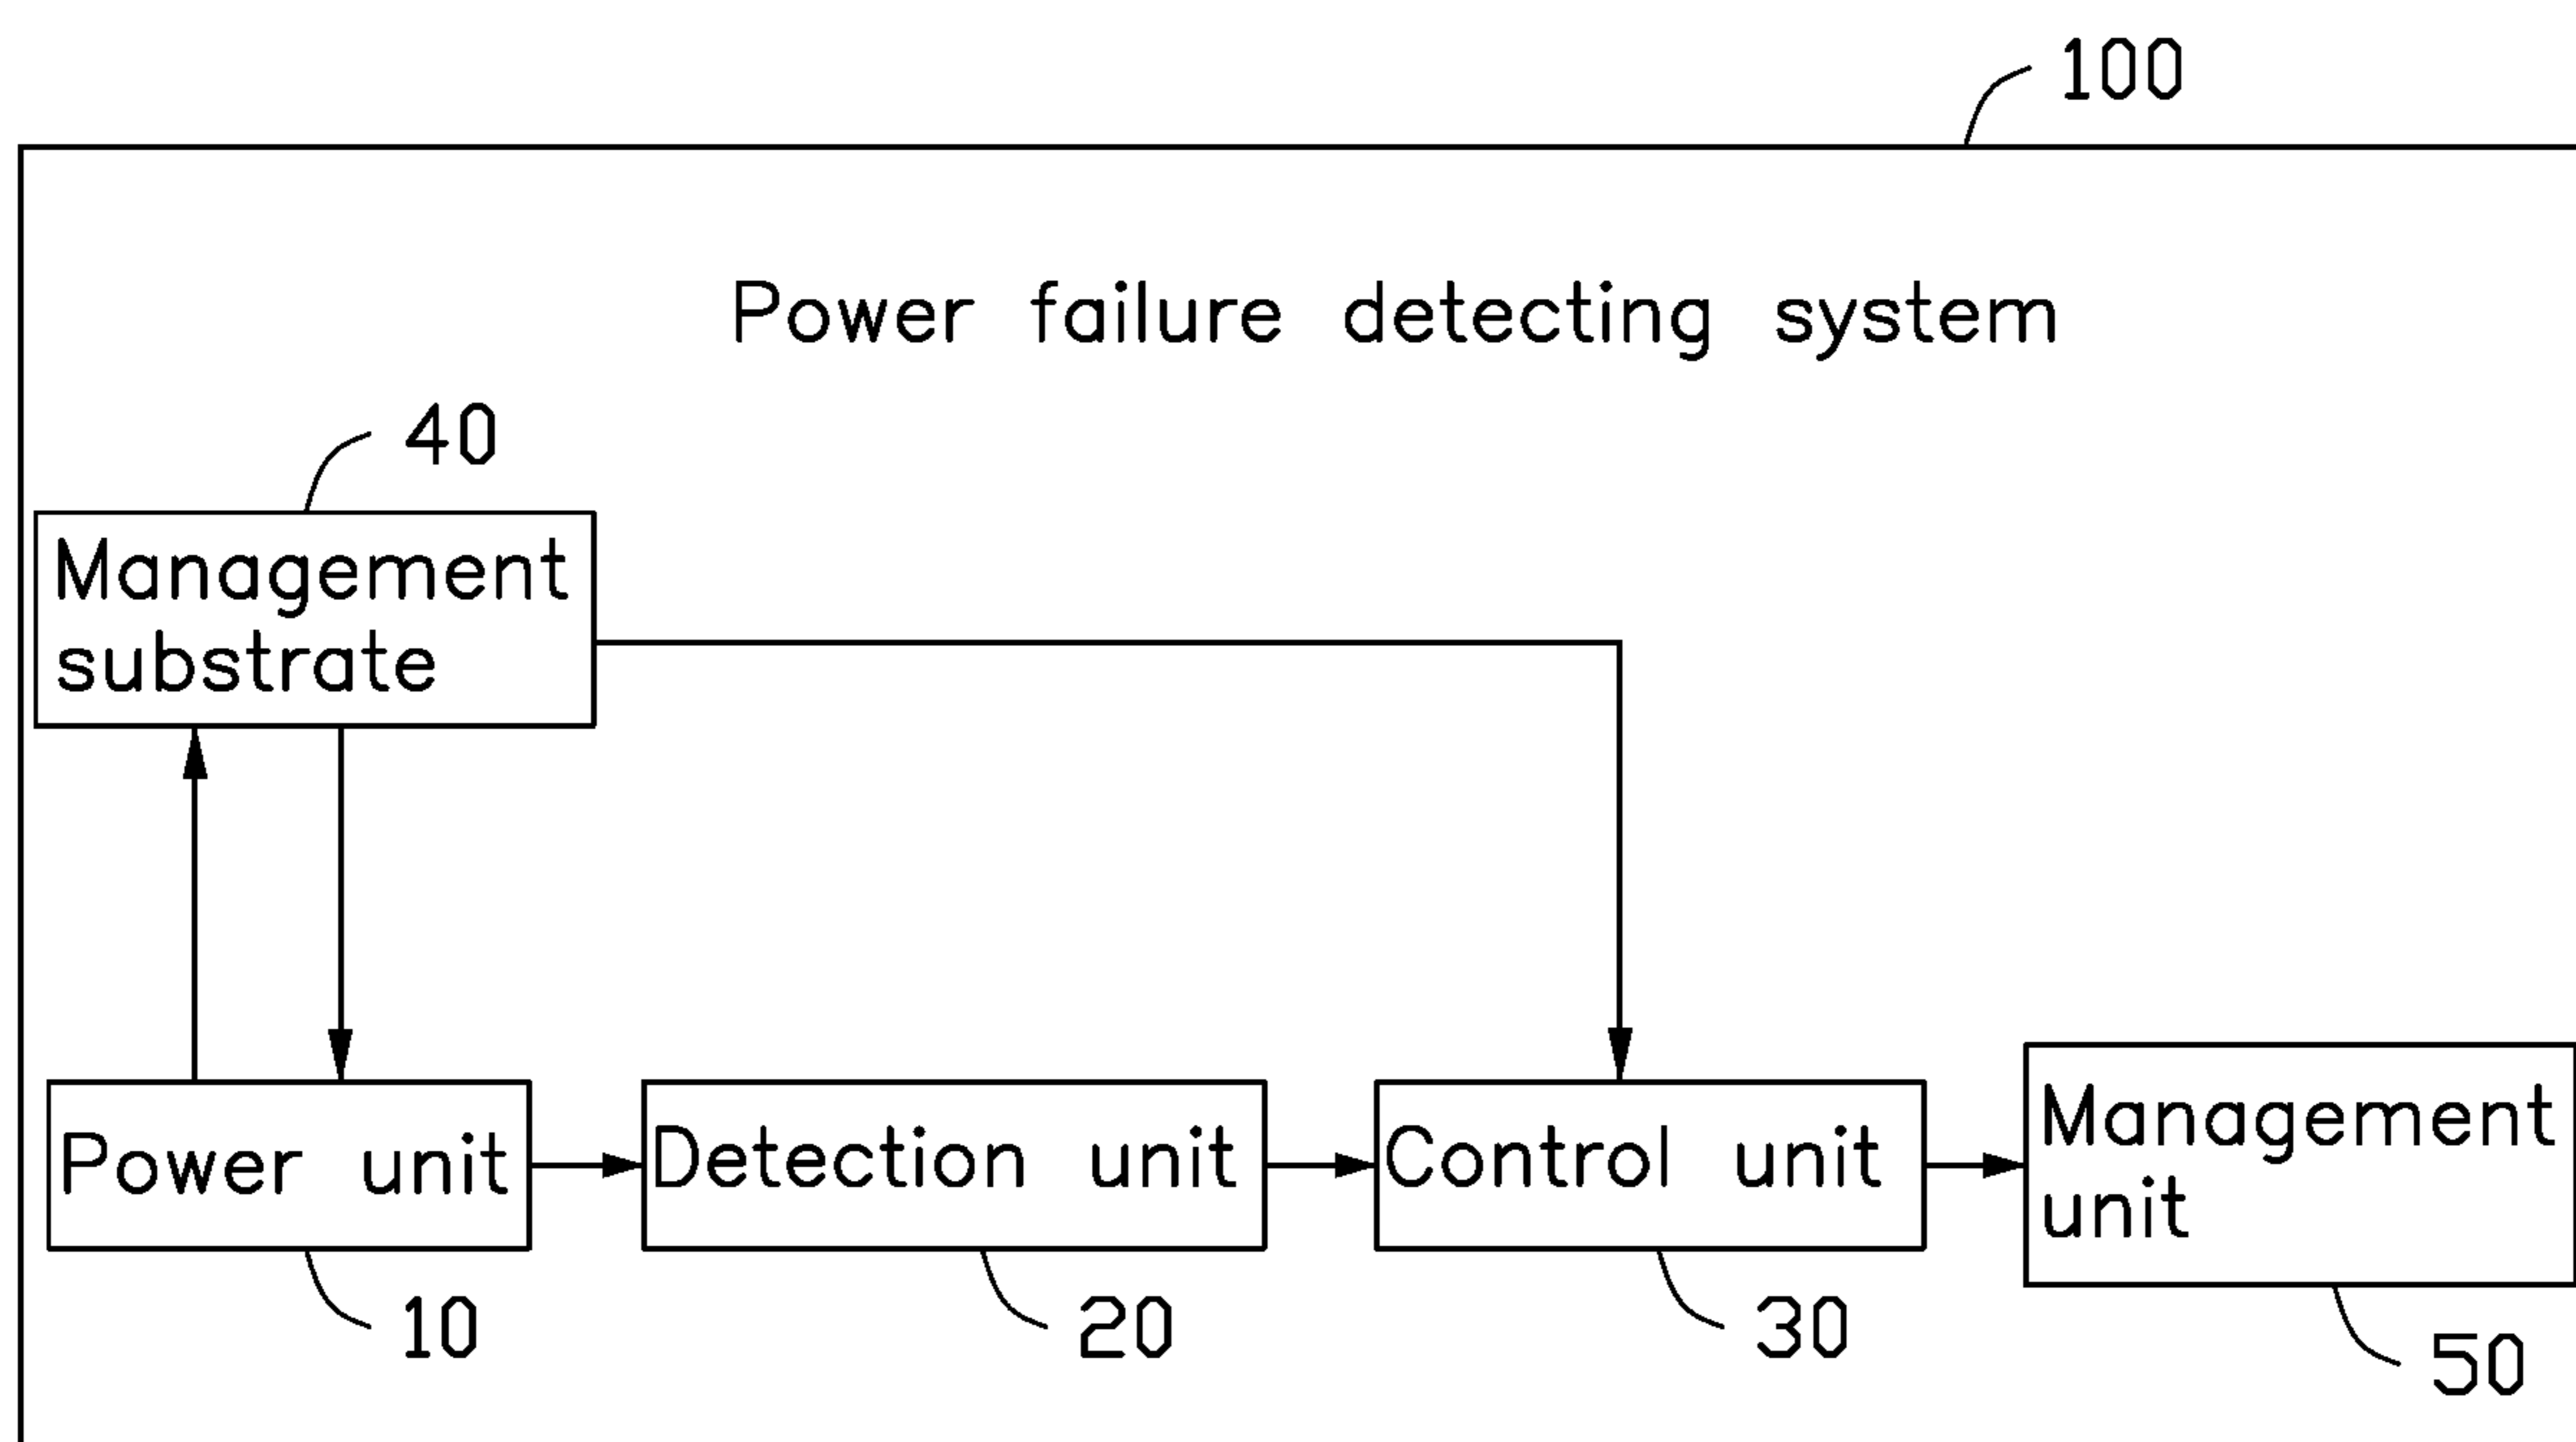 100
Power failure detecting system
40
Management
substrate
Power unit
Detection unit
Control unit
Management
unit
10
20
30
50